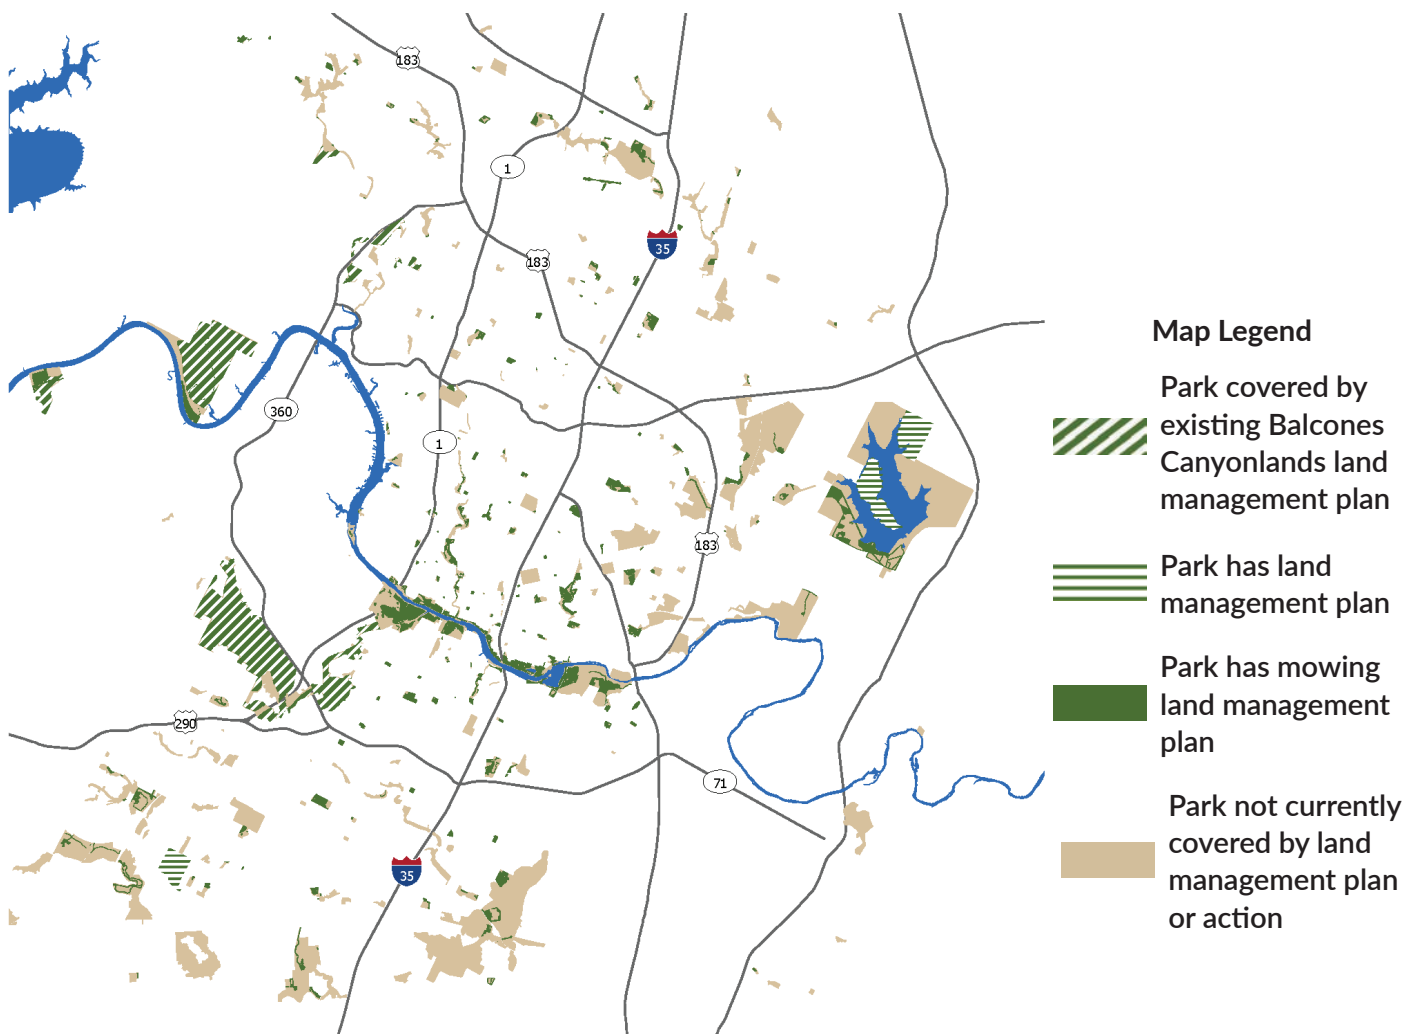 183
1
183
35
360
1
183
290
71
35
Map Legend
Park covered by
existing Balcones
Canyonlands land
management plan
Park has land
management plan
Park has mowing
land management
plan
Park not currently
covered by land
management plan
or action